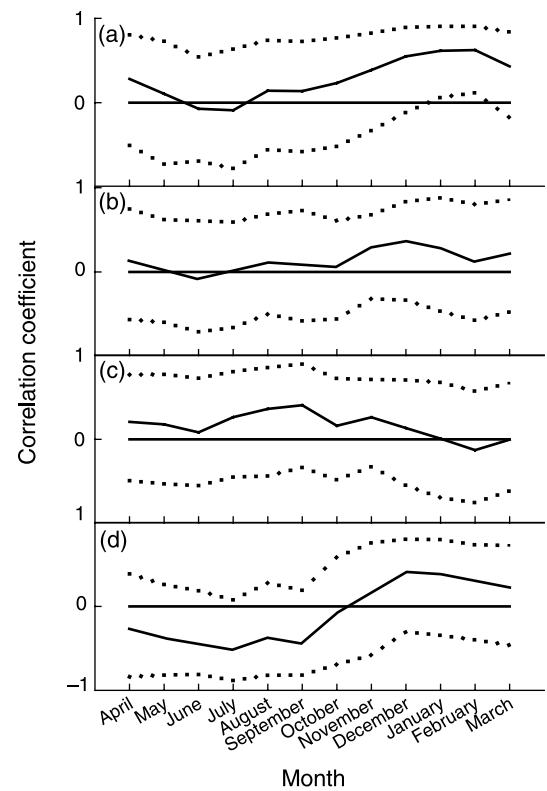 1
(a)
0
1
(b)
0
1
(c)
0
1
(d)
0
–1
Correlation coefficient
April
May
June
July
August
September
October
November
December
January
February
March
Month